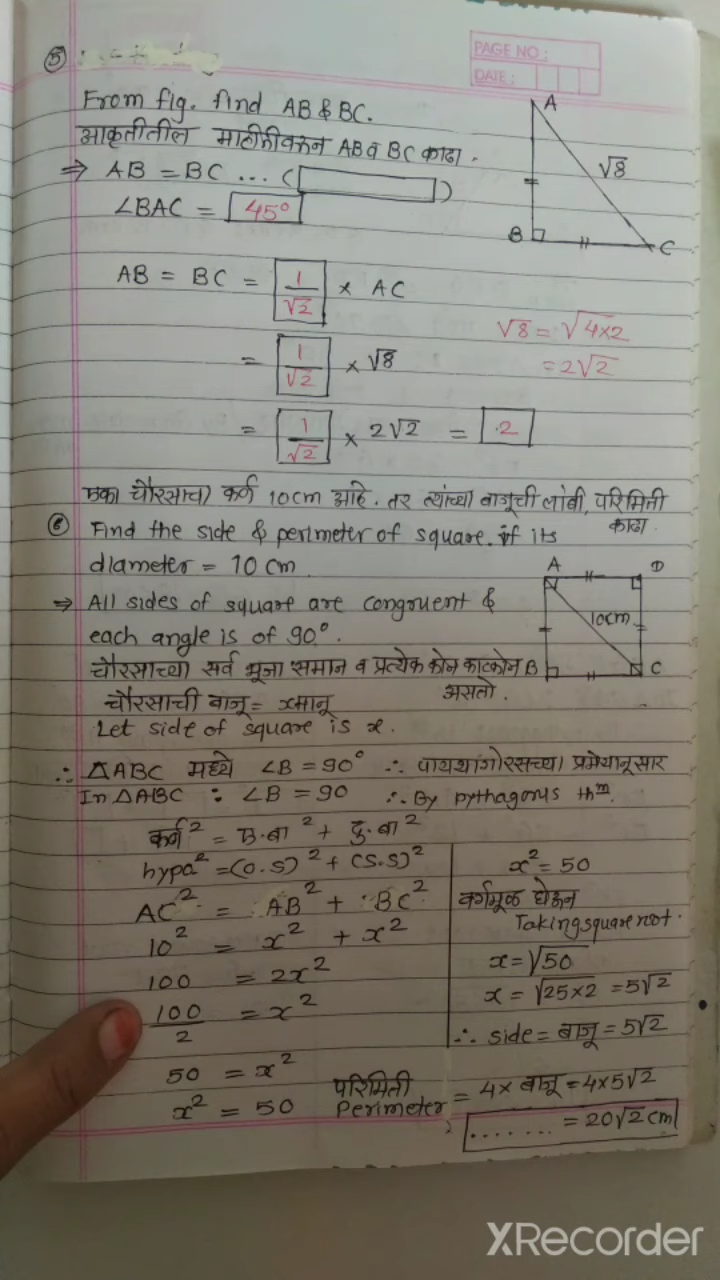 PAGE NO :
DATE :
⑤
From fig. find AB & BC.
आकृतीतील माहितीवरून AB व BC काढा.
⇒ AB = BC ... ( )
∠BAC = 45°
A
√8
B
C
AB = BC = 1/√2 × AC
= 1/√2 × √8
√8 = √4×2
= 2√2
= 1/√2 × 2√2 = 2
एका चौरसाचा कर्ण 10cm आहे. तर त्यांच्या बाजूची लांबी, परिमिती काढा.
⑥ Find the side & perimeter of square. if its
diameter = 10 cm
A
D
10cm
B
C
⇒ All sides of square are congruent &
each angle is of 90°.
चौरसाच्या सर्व भूजा समान व प्रत्येक कोन काटकोन असतो.
चौरसाची बाजू = x मानू
Let side of square is x.
∴ △ABC मध्ये ∠B = 90° ∴ पायथागोरसच्या प्रमेयानूसार
In △ABC : ∠B = 90 ∴ By pythagorus thm.
कर्ण² = प.बा² + दु.बा²
hypo² = (o.s)² + (s.s)²
AC² = AB² + BC²
10² = x² + x²
100 = 2x²
100/2 = x²
50 = x²
x² = 50
x² = 50
वर्गमूळ घेऊन
Taking square root.
x = √50
x = √25×2 = 5√2
∴ side = बाजू = 5√2
परिमिती
Perimeter = 4× बाजू = 4×5√2
....... = 20√2 cm
XRecorder